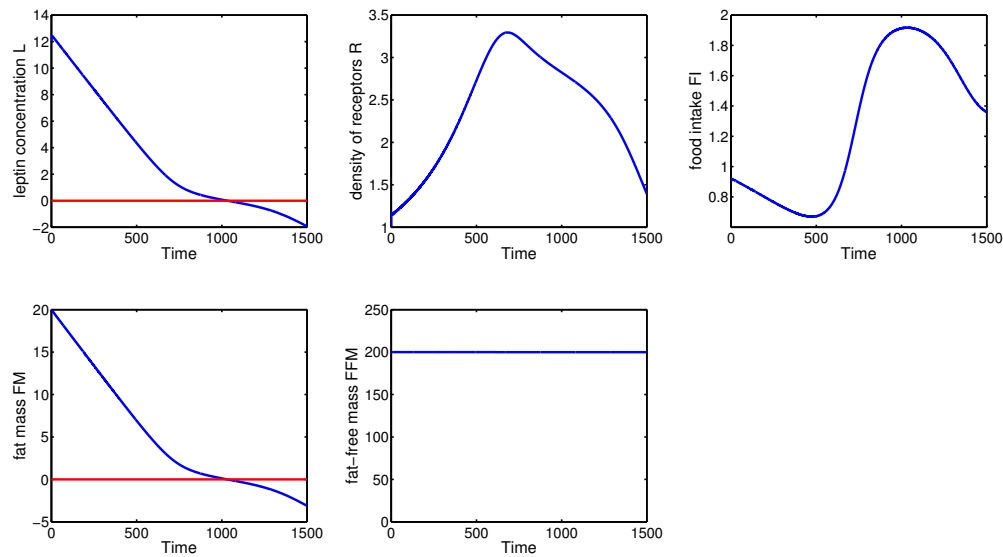 leptin concentration L
14
12
10
8
6
4
2
0
−2
0 500 1000 1500
Time
density of receptors R
3.5
3
2.5
2
1.5
1
0 500 1000 1500
Time
food intake FI
2
1.8
1.6
1.4
1.2
1
0.8
0 500 1000 1500
Time
fat mass FM
20
15
10
5
0
−5
0 500 1000 1500
Time
fat−free mass FFM
250
200
150
100
50
0
0 500 1000 1500
Time